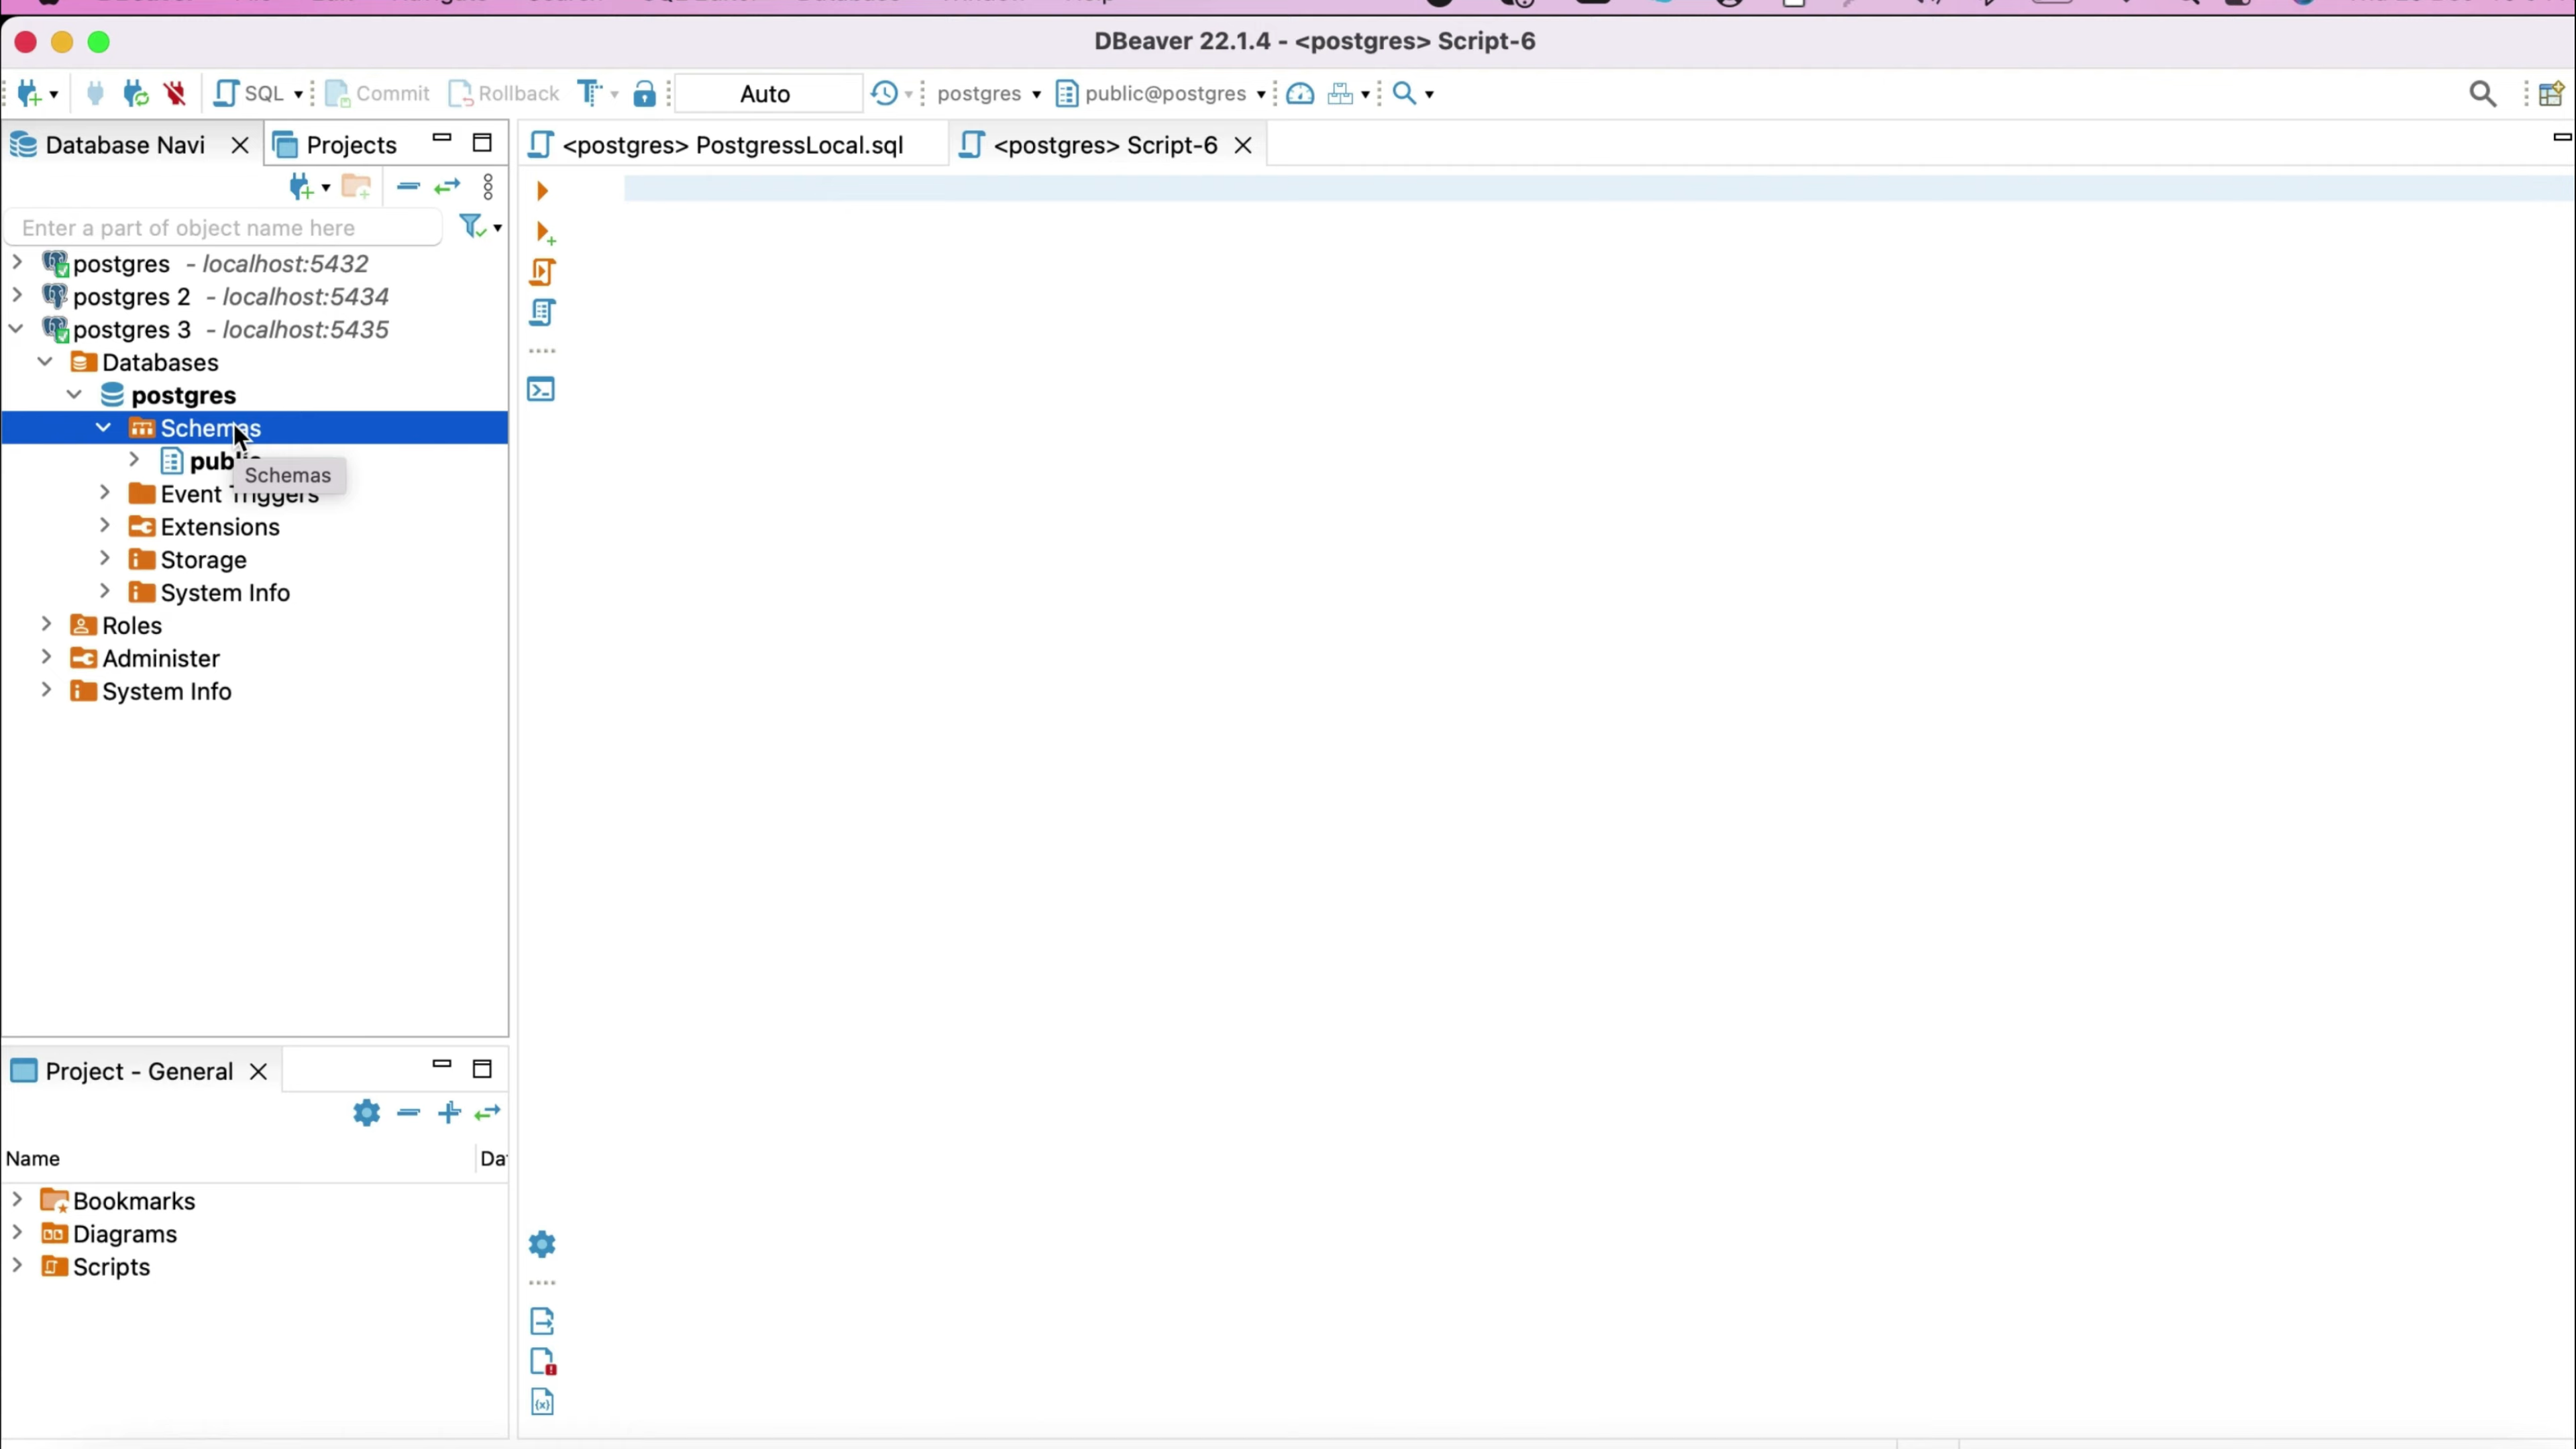 DBeaver 22.1.4 - <postgres> Script-6
SQL Commit Rollback Auto postgres public@postgres
Database Navi Projects
<postgres> PostgressLocal.sql <postgres> Script-6
Enter a part of object name here
postgres - localhost:5432
postgres 2 - localhost:5434
postgres 3 - localhost:5435
Databases
postgres
Schemas
Schemas
Event Triggers
Extensions
Storage
System Info
Roles
Administer
System Info
Project - General
Name
Bookmarks
Diagrams
Scripts